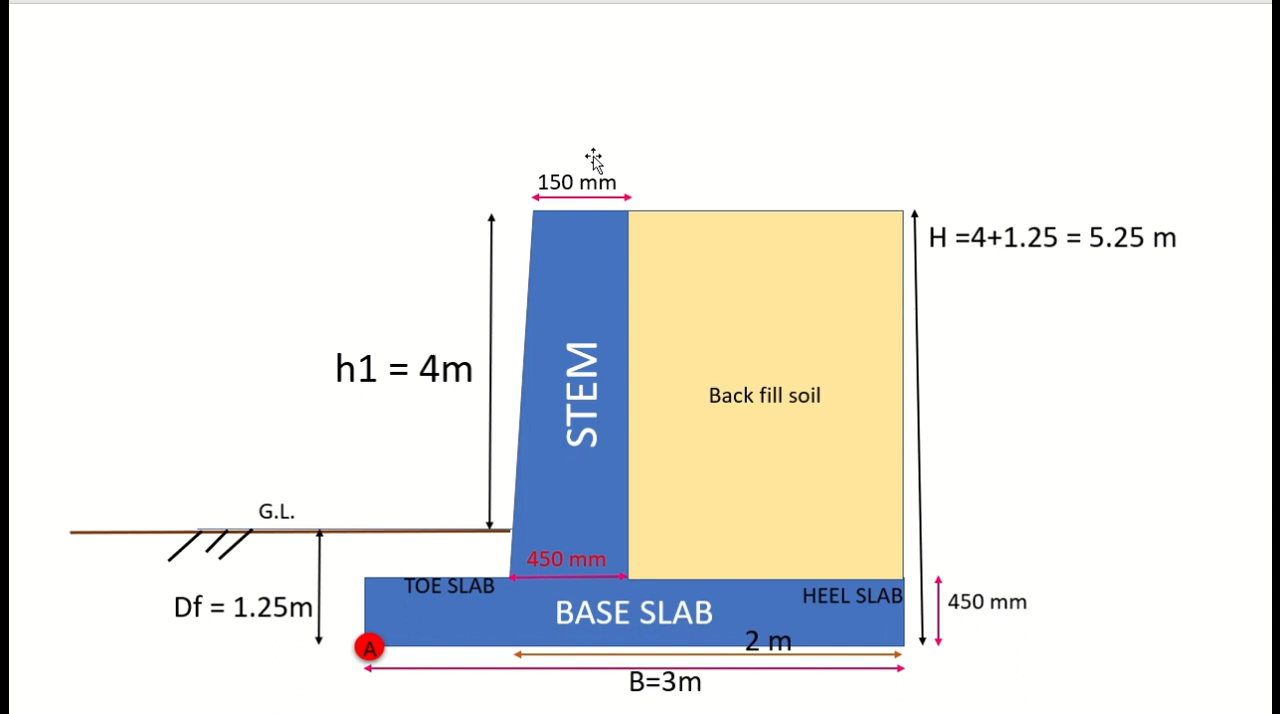 150 mm
H =4+1.25 = 5.25 m
h1 = 4m
STEM
Back fill soil
G.L.
450 mm
TOE SLAB
HEEL SLAB
450 mm
Df = 1.25m
BASE SLAB
A
2 m
B=3m